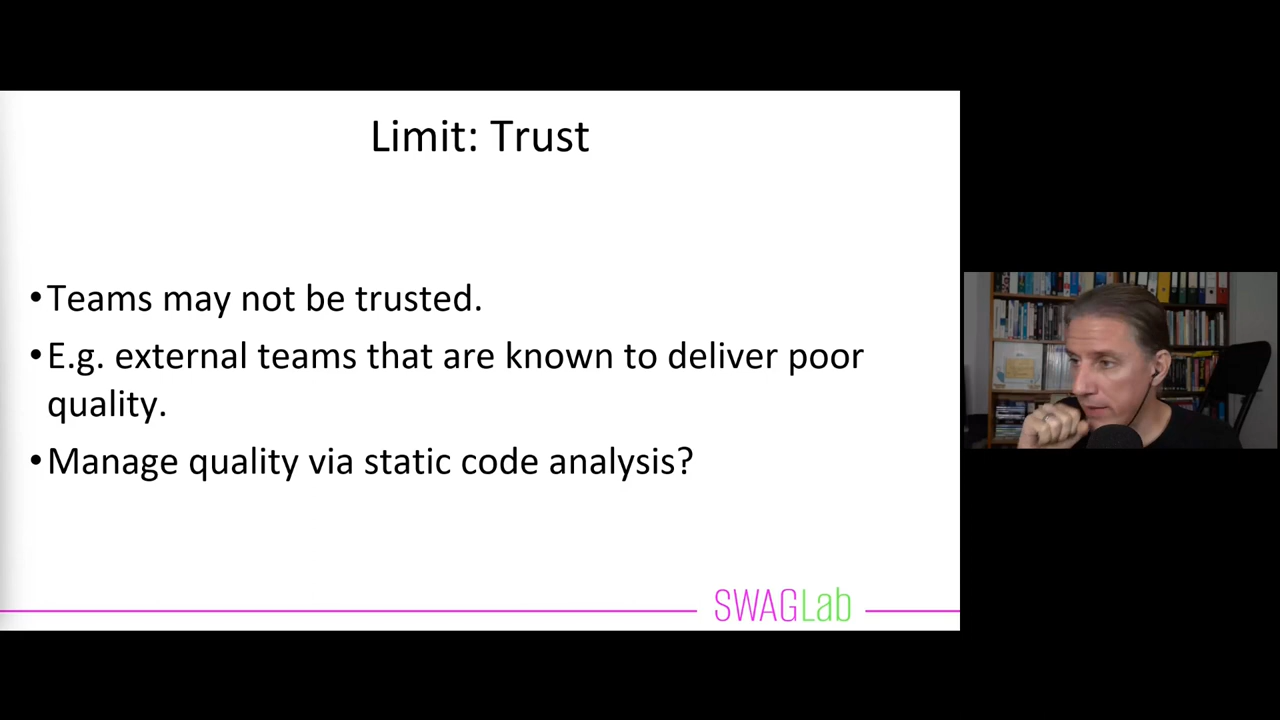 Limit: Trust
•Teams may not be trusted.
•E.g. external teams that are known to deliver poor
quality.
•Manage quality via static code analysis?
SWAGLab